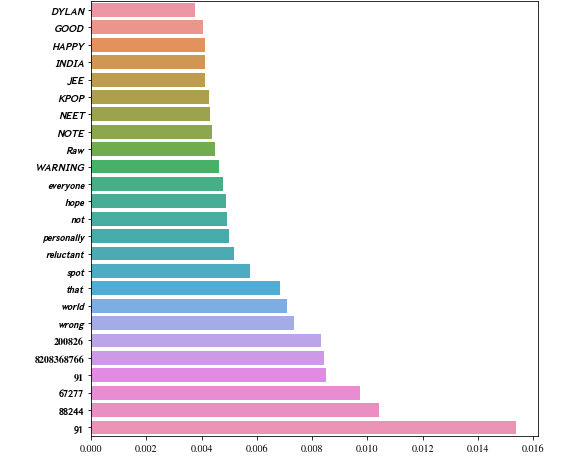 DYLAN
GOOD
HAPPY
INDIA
JEE
KPOP
NEET
NOTE
Raw
WARNING
everyone
hope
not
personally
reluctant
spot
that
world
wrong
200826
8208368766
91
67277
88244
91
0.000 0.002 0.004 0.006 0.008 0.010 0.012 0.014 0.016